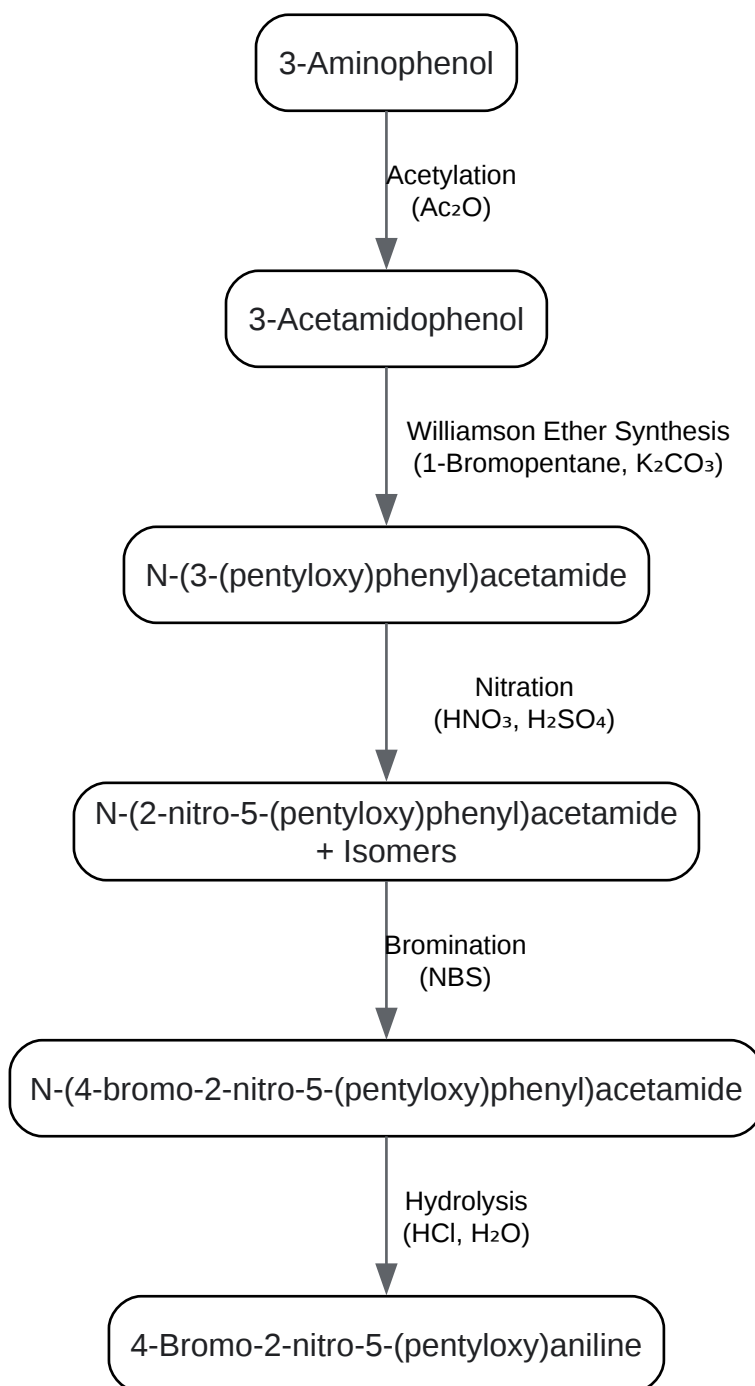 3-Aminophenol
Acetylation
(Ac₂O)
3-Acetamidophenol
Williamson Ether Synthesis
(1-Bromopentane, K₂CO₃)
N-(3-(pentyloxy)phenyl)acetamide
Nitration
(HNO₃, H₂SO₄)
N-(2-nitro-5-(pentyloxy)phenyl)acetamide
+ Isomers
Bromination
(NBS)
N-(4-bromo-2-nitro-5-(pentyloxy)phenyl)acetamide
Hydrolysis
(HCl, H₂O)
4-Bromo-2-nitro-5-(pentyloxy)aniline